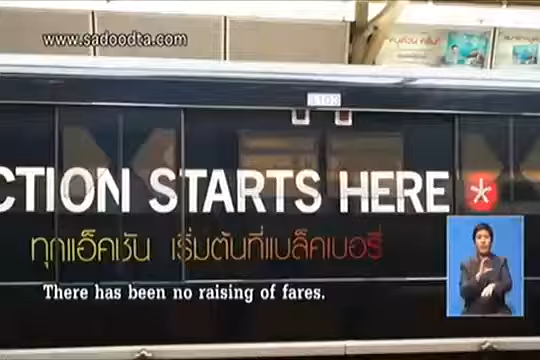 www.sadoodta.com
3102
CTION STARTS HERE
ทุกแอ็คชัน เริ่มต้นที่แบล็คเบอรี่
There has been no raising of fares.